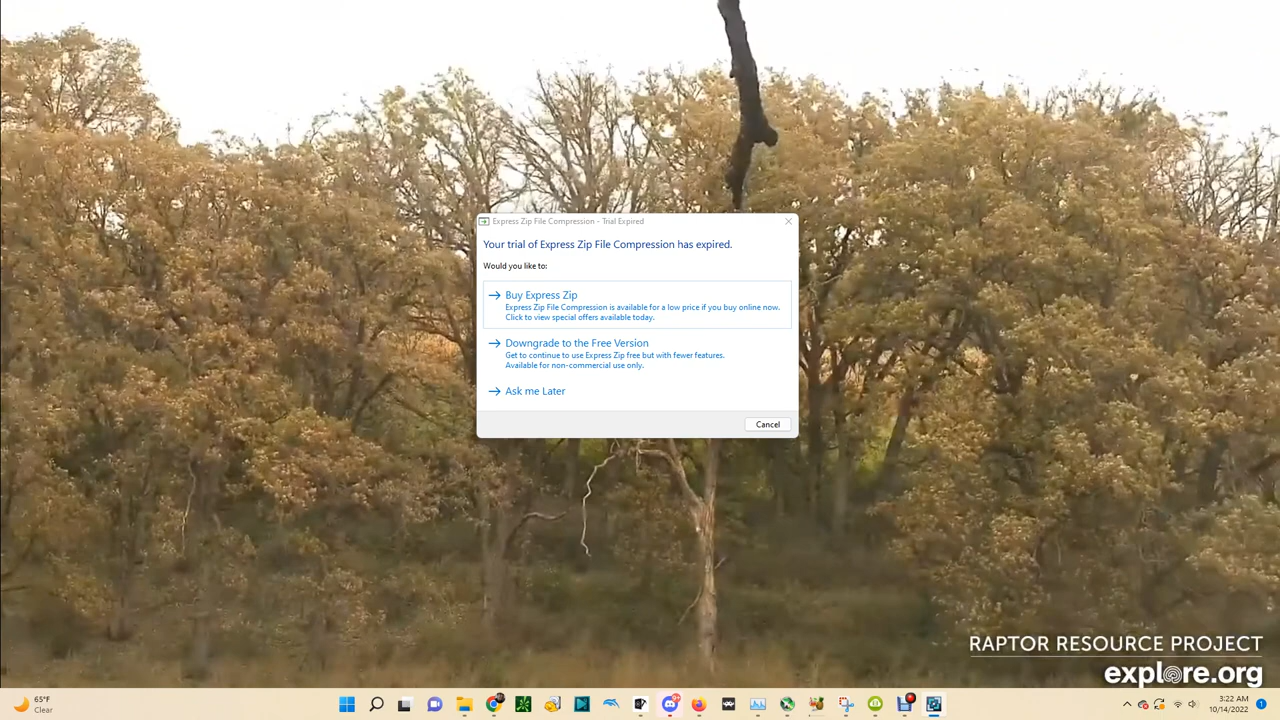 Express Zip File Compression - Trial Expired
Your trial of Express Zip File Compression has expired.
Would you like to:
Buy Express Zip
Express Zip File Compression is available for a low price if you buy online now.
Click to view special offers available today.
Downgrade to the Free Version
Get to continue to use Express Zip free but with fewer features.
Available for non-commercial use only.
Ask me Later
Cancel
RAPTOR RESOURCE PROJECT
explore.org
65°F
Clear
3:22 AM
10/14/2022